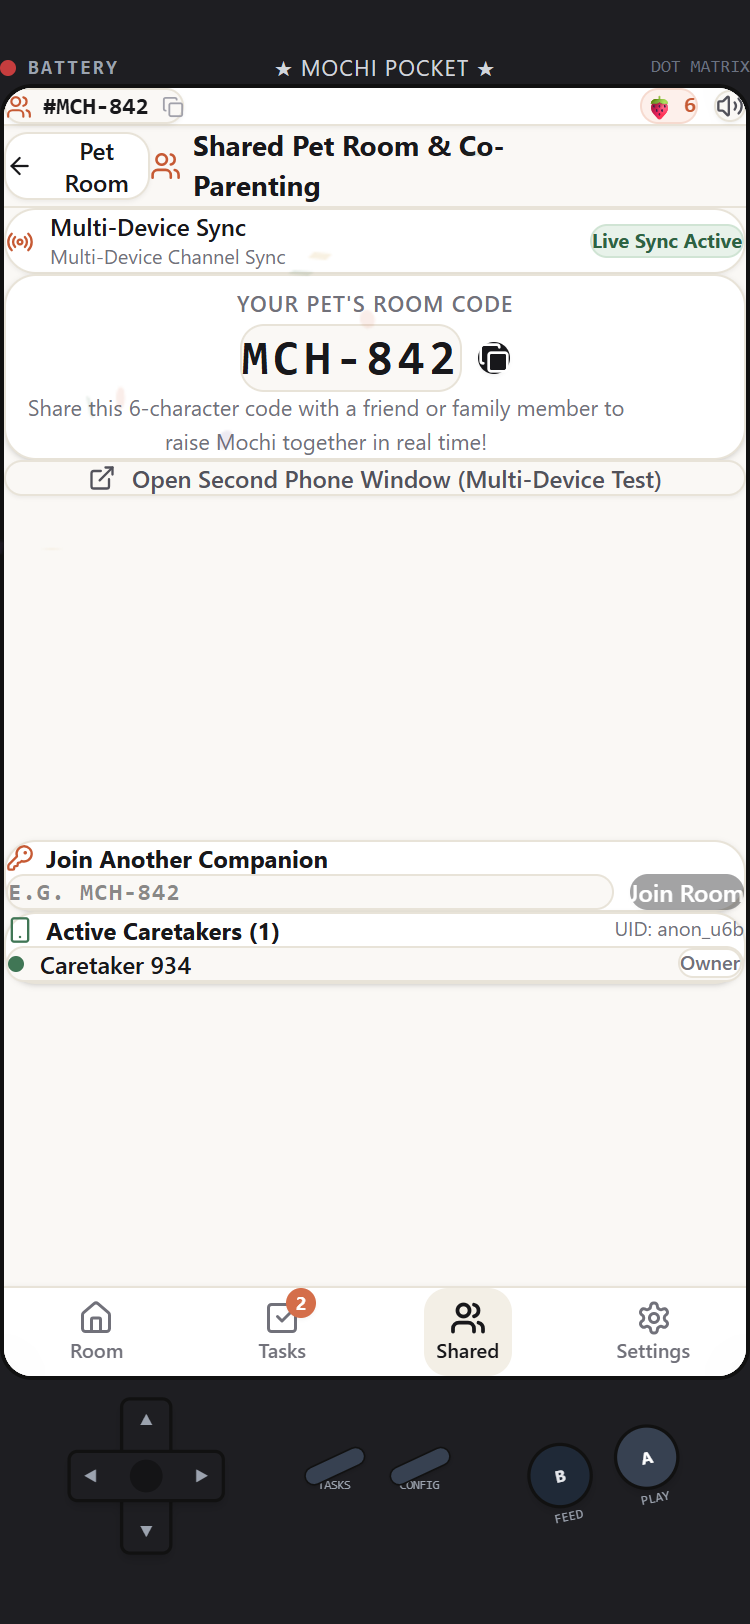 BATTERY
★ MOCHI POCKET ★
DOT MATRIX
#MCH-842
6
Pet
Room
Shared Pet Room & Co-
Parenting
Multi-Device Sync
Multi-Device Channel Sync
Live Sync Active
YOUR PET'S ROOM CODE
MCH-842
Share this 6-character code with a friend or family member to
raise Mochi together in real time!
Open Second Phone Window (Multi-Device Test)
Join Another Companion
E.G. MCH-842
Join Room
Active Caretakers (1)
UID: anon_u6b
Caretaker 934
Owner
2
Room
Tasks
Shared
Settings
TASKS
CONFIG
B
FEED
A
PLAY